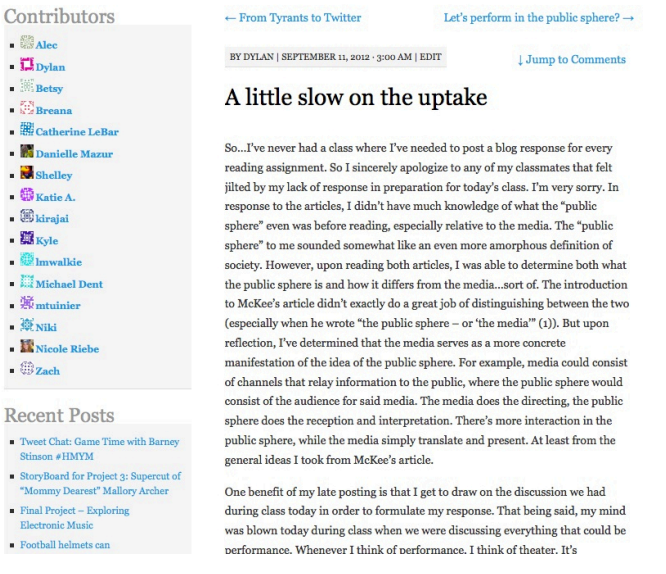 Contributors
Alec
Dylan
Betsy
Breana
Catherine LeBar
Danielle Mazur
Shelley
Katie A.
kirajai
Kyle
lmwalkie
Michael Dent
mtuinier
Niki
Nicole Riebe
Zach
Recent Posts
Tweet Chat: Game Time with Barney
Stinson #HMYM
StoryBoard for Project 3: Supercut of
“Mommy Dearest” Mallory Archer
Final Project – Exploring
Electronic Music
Football helmets can
← From Tyrants to Twitter
Let’s perform in the public sphere? →
BY DYLAN | SEPTEMBER 11, 2012 · 3:00 AM | EDIT
↓ Jump to Comments
A little slow on the uptake
So...I’ve never had a class where I’ve needed to post a blog response for every
reading assignment. So I sincerely apologize to any of my classmates that felt
jilted by my lack of response in preparation for today’s class. I’m very sorry. In
response to the articles, I didn’t have much knowledge of what the “public
sphere” even was before reading, especially relative to the media. The “public
sphere” to me sounded somewhat like an even more amorphous definition of
society. However, upon reading both articles, I was able to determine both what
the public sphere is and how it differs from the media...sort of. The introduction
to McKee’s article didn’t exactly do a great job of distinguishing between the two
(especially when he wrote “the public sphere – or ‘the media’” (1)). But upon
reflection, I’ve determined that the media serves as a more concrete
manifestation of the idea of the public sphere. For example, media could consist
of channels that relay information to the public, where the public sphere would
consist of the audience for said media. The media does the directing, the public
sphere does the reception and interpretation. There’s more interaction in the
public sphere, while the media simply translate and present. At least from the
general ideas I took from McKee’s article.
One benefit of my late posting is that I get to draw on the discussion we had
during class today in order to formulate my response. That being said, my mind
was blown today during class when we were discussing everything that could be
performance. Whenever I think of performance, I think of theater. It’s